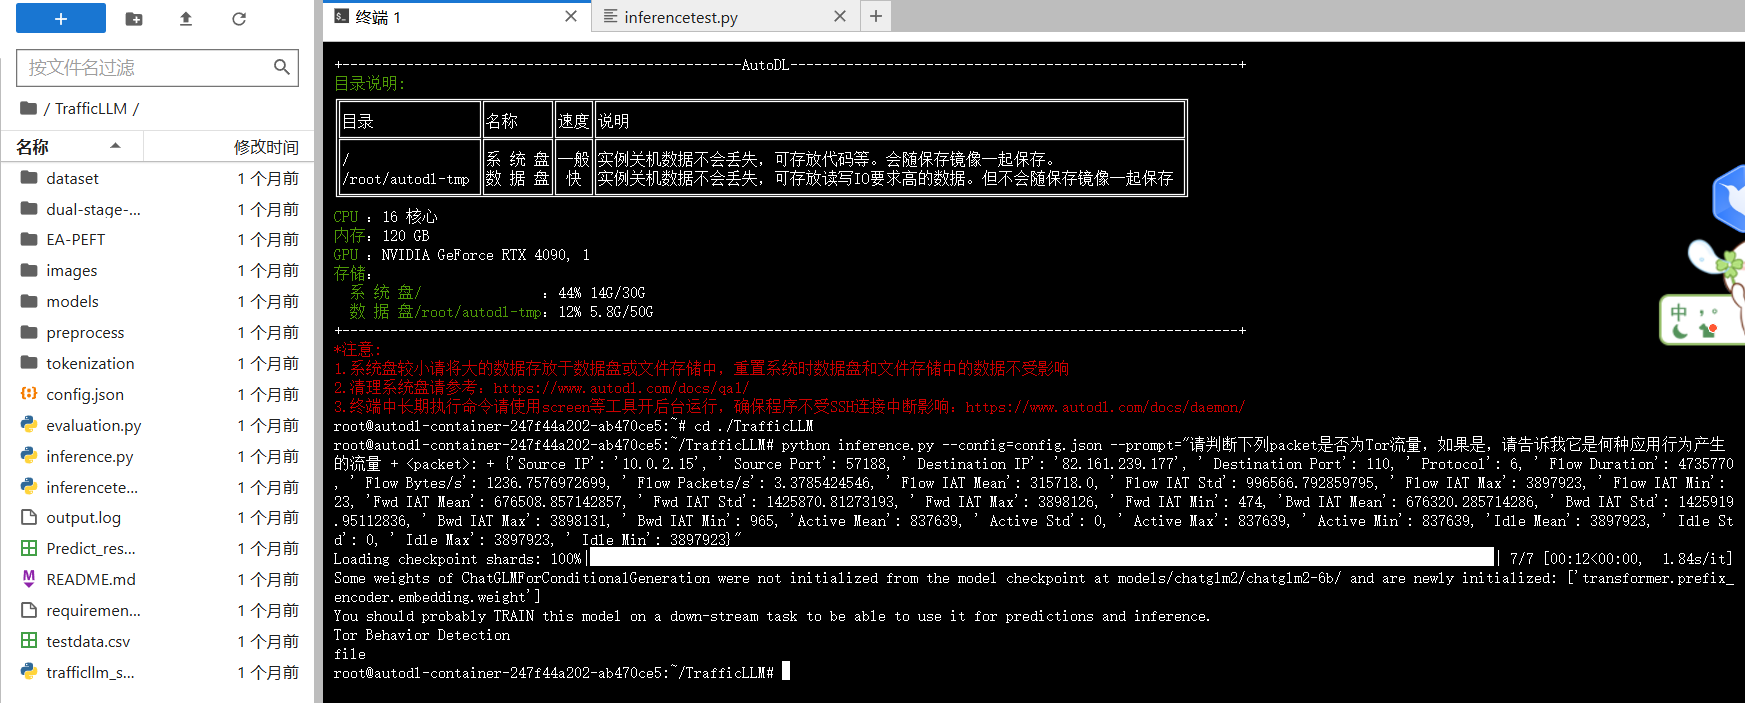 终端 1
inferencetest.py
按文件名过滤
/ TrafficLLM /
名称 修改时间
dataset 1 个月前
dual-stage-... 1 个月前
EA-PEFT 1 个月前
images 1 个月前
models 1 个月前
preprocess 1 个月前
tokenization 1 个月前
config.json 1 个月前
evaluation.py 1 个月前
inference.py 1 个月前
inferencete... 1 个月前
output.log 1 个月前
Predict_res... 1 个月前
README.md 1 个月前
requiremen... 1 个月前
testdata.csv 1 个月前
trafficllm_s... 1 个月前
+--------------------------------------------------AutoDL--------------------------------------------------------+
目录说明:
目录 名称 速度 说明
/ 系 统 盘 一般 实例关机数据不会丢失，可存放代码等。会随保存镜像一起保存。
/root/autodl-tmp 数 据 盘 快 实例关机数据不会丢失，可存放读写IO要求高的数据。但不会随保存镜像一起保存
CPU ：16 核心
内存：120 GB
GPU ：NVIDIA GeForce RTX 4090, 1
存储：
系 统 盘/ ：44% 14G/30G
数 据 盘/root/autodl-tmp：12% 5.8G/50G
+----------------------------------------------------------------------------------------------------------------+
*注意:
1.系统盘较小请将大的数据存放于数据盘或文件存储中，重置系统时数据盘和文件存储中的数据不受影响
2.清理系统盘请参考：https://www.autodl.com/docs/qa1/
3.终端中长期执行命令请使用screen等工具开后台运行，确保程序不受SSH连接中断影响：https://www.autodl.com/docs/daemon/
root@autodl-container-247f44a202-ab470ce5:~# cd ./TrafficLLM
root@autodl-container-247f44a202-ab470ce5:~/TrafficLLM# python inference.py --config=config.json --prompt="请判断下列packet是否为Tor流量，如果是，请告诉我它是何种应用行为产生
的流量 + <packet>: + {'Source IP': '10.0.2.15', ' Source Port': 57188, ' Destination IP': '82.161.239.177', ' Destination Port': 110, ' Protocol': 6, ' Flow Duration': 4735770
, ' Flow Bytes/s': 1236.7576972699, ' Flow Packets/s': 3.3785424546, ' Flow IAT Mean': 315718.0, ' Flow IAT Std': 996566.792859795, ' Flow IAT Max': 3897923, ' Flow IAT Min':
23, 'Fwd IAT Mean': 676508.857142857, ' Fwd IAT Std': 1425870.81273193, ' Fwd IAT Max': 3898126, ' Fwd IAT Min': 474, 'Bwd IAT Mean': 676320.285714286, ' Bwd IAT Std': 1425919
.95112836, ' Bwd IAT Max': 3898131, ' Bwd IAT Min': 965, 'Active Mean': 837639, ' Active Std': 0, ' Active Max': 837639, ' Active Min': 837639, 'Idle Mean': 3897923, ' Idle St
d': 0, ' Idle Max': 3897923, ' Idle Min': 3897923}"
Loading checkpoint shards: 100%| | 7/7 [00:12<00:00, 1.84s/it]
Some weights of ChatGLMForConditionalGeneration were not initialized from the model checkpoint at models/chatglm2/chatglm2-6b/ and are newly initialized: ['transformer.prefix_
encoder.embedding.weight']
You should probably TRAIN this model on a down-stream task to be able to use it for predictions and inference.
Tor Behavior Detection
file
root@autodl-container-247f44a202-ab470ce5:~/TrafficLLM#
中